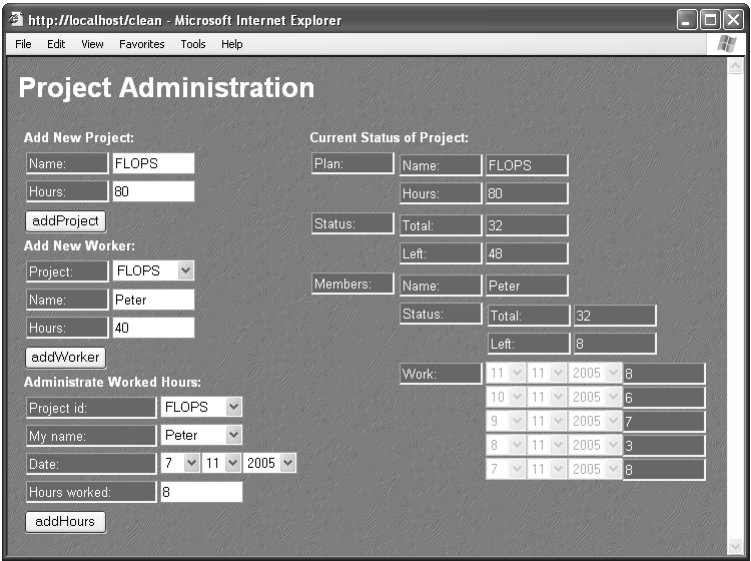 http://localhost/clean - Microsoft Internet Explorer
File Edit View Favorites Tools Help
Project Administration
Add New Project:
Name: FLOPS
Hours: 80
addProject
Add New Worker:
Project: FLOPS
Name: Peter
Hours: 40
addWorker
Administrate Worked Hours:
Project id: FLOPS
My name: Peter
Date: 7 11 2005
Hours worked: 8
addHours
Current Status of Project:
Plan: Name: FLOPS
Hours: 80
Status: Total: 32
Left: 48
Members: Name: Peter
Status: Total: 32
Left: 8
Work: 11 11 2005 8
10 11 2005 6
9 11 2005 7
8 11 2005 3
7 11 2005 8